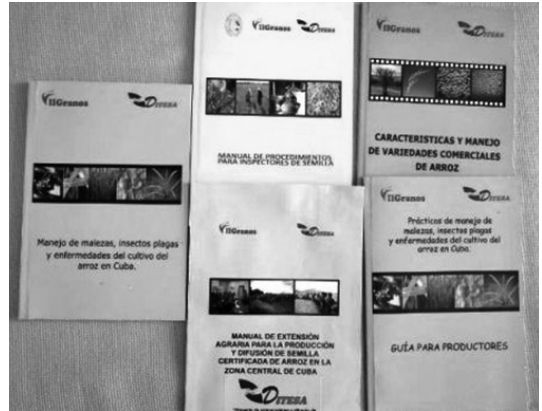 IIGranos DITESA
Manejo de malezas, insectos plagas
y enfermedades del cultivo del
arroz en Cuba.
IIGranos DITESA
MANUAL DE PROCEDIMIENTOS
PARA INSPECTORES DE SEMILLA
IIGranos DITESA
CARACTERISTICAS Y MANEJO
DE VARIEDADES COMERCIALES
DE ARROZ
IIGranos DITESA
MANUAL DE EXTENSIÓN
AGRARIA PARA LA PRODUCCIÓN
Y DIFUSIÓN DE SEMILLA
CERTIFICADA DE ARROZ EN LA
ZONA CENTRAL DE CUBA
DITESA
IIGranos DITESA
Prácticas de manejo de
malezas, insectos plagas
y enfermedades del cultivo del
arroz en Cuba.
GUÍA PARA PRODUCTORES